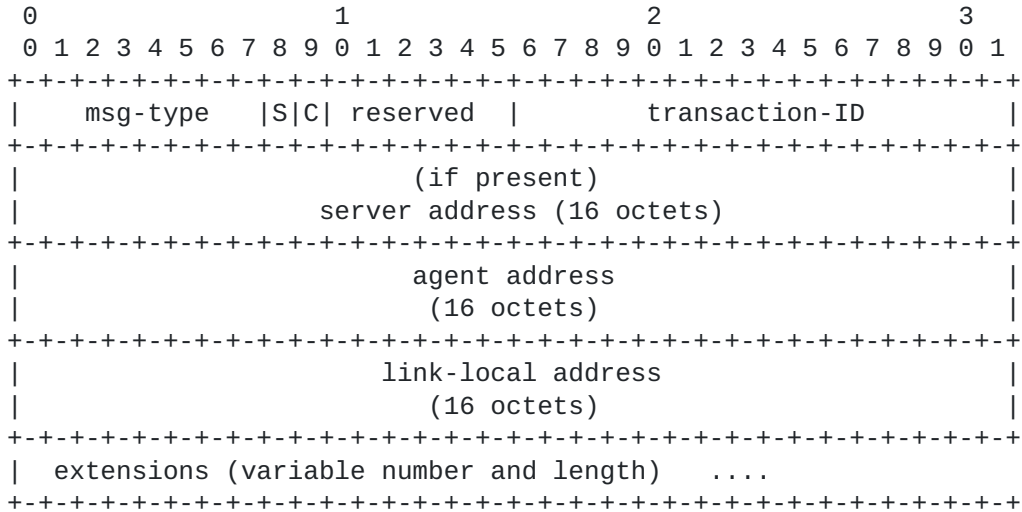 0                   1                   2                   3
 0 1 2 3 4 5 6 7 8 9 0 1 2 3 4 5 6 7 8 9 0 1 2 3 4 5 6 7 8 9 0 1
+-+-+-+-+-+-+-+-+-+-+-+-+-+-+-+-+-+-+-+-+-+-+-+-+-+-+-+-+-+-+-+-+
|    msg-type   |S|C| reserved  |        transaction-ID         |
+-+-+-+-+-+-+-+-+-+-+-+-+-+-+-+-+-+-+-+-+-+-+-+-+-+-+-+-+-+-+-+-+
|                         (if present)                          |
|                   server address (16 octets)                  |
+-+-+-+-+-+-+-+-+-+-+-+-+-+-+-+-+-+-+-+-+-+-+-+-+-+-+-+-+-+-+-+-+
|                         agent address                         |
|                          (16 octets)                          |
+-+-+-+-+-+-+-+-+-+-+-+-+-+-+-+-+-+-+-+-+-+-+-+-+-+-+-+-+-+-+-+-+
|                       link-local address                      |
|                          (16 octets)                          |
+-+-+-+-+-+-+-+-+-+-+-+-+-+-+-+-+-+-+-+-+-+-+-+-+-+-+-+-+-+-+-+-+
|  extensions (variable number and length)   ....
+-+-+-+-+-+-+-+-+-+-+-+-+-+-+-+-+-+-+-+-+-+-+-+-+-+-+-+-+-+-+-+-+